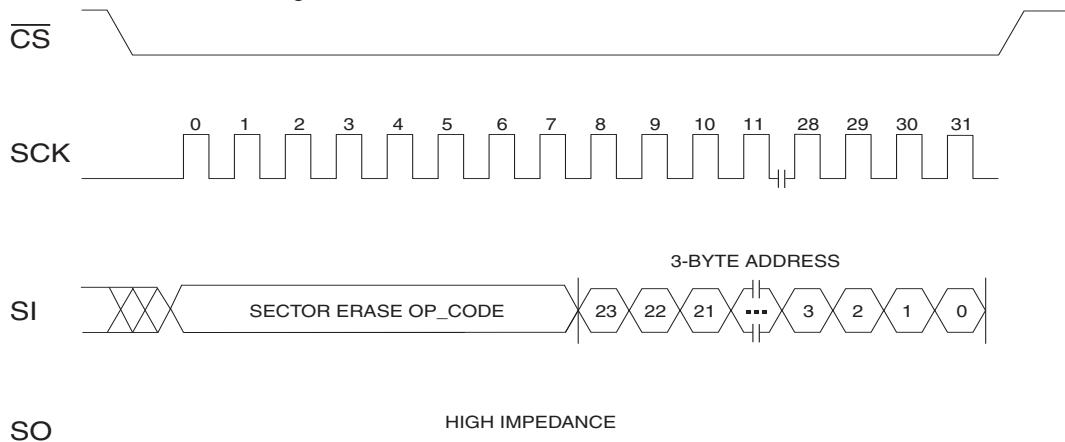 CS
SCK
0 1 2 3 4 5 6 7 8 9 10 11 28 29 30 31
3-BYTE ADDRESS
SI
SECTOR ERASE OP_CODE 23 22 21 ... 3 2 1 0
HIGH IMPEDANCE
SO